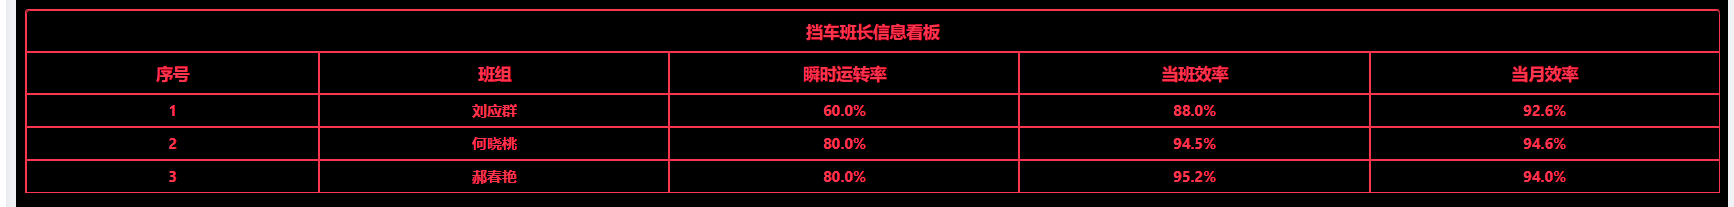 挡车班长信息看板
序号 班组 瞬时运转率 当班效率 当月效率
1 刘应群 60.0% 88.0% 92.6%
2 何晓桃 80.0% 94.5% 94.6%
3 郝春艳 80.0% 95.2% 94.0%